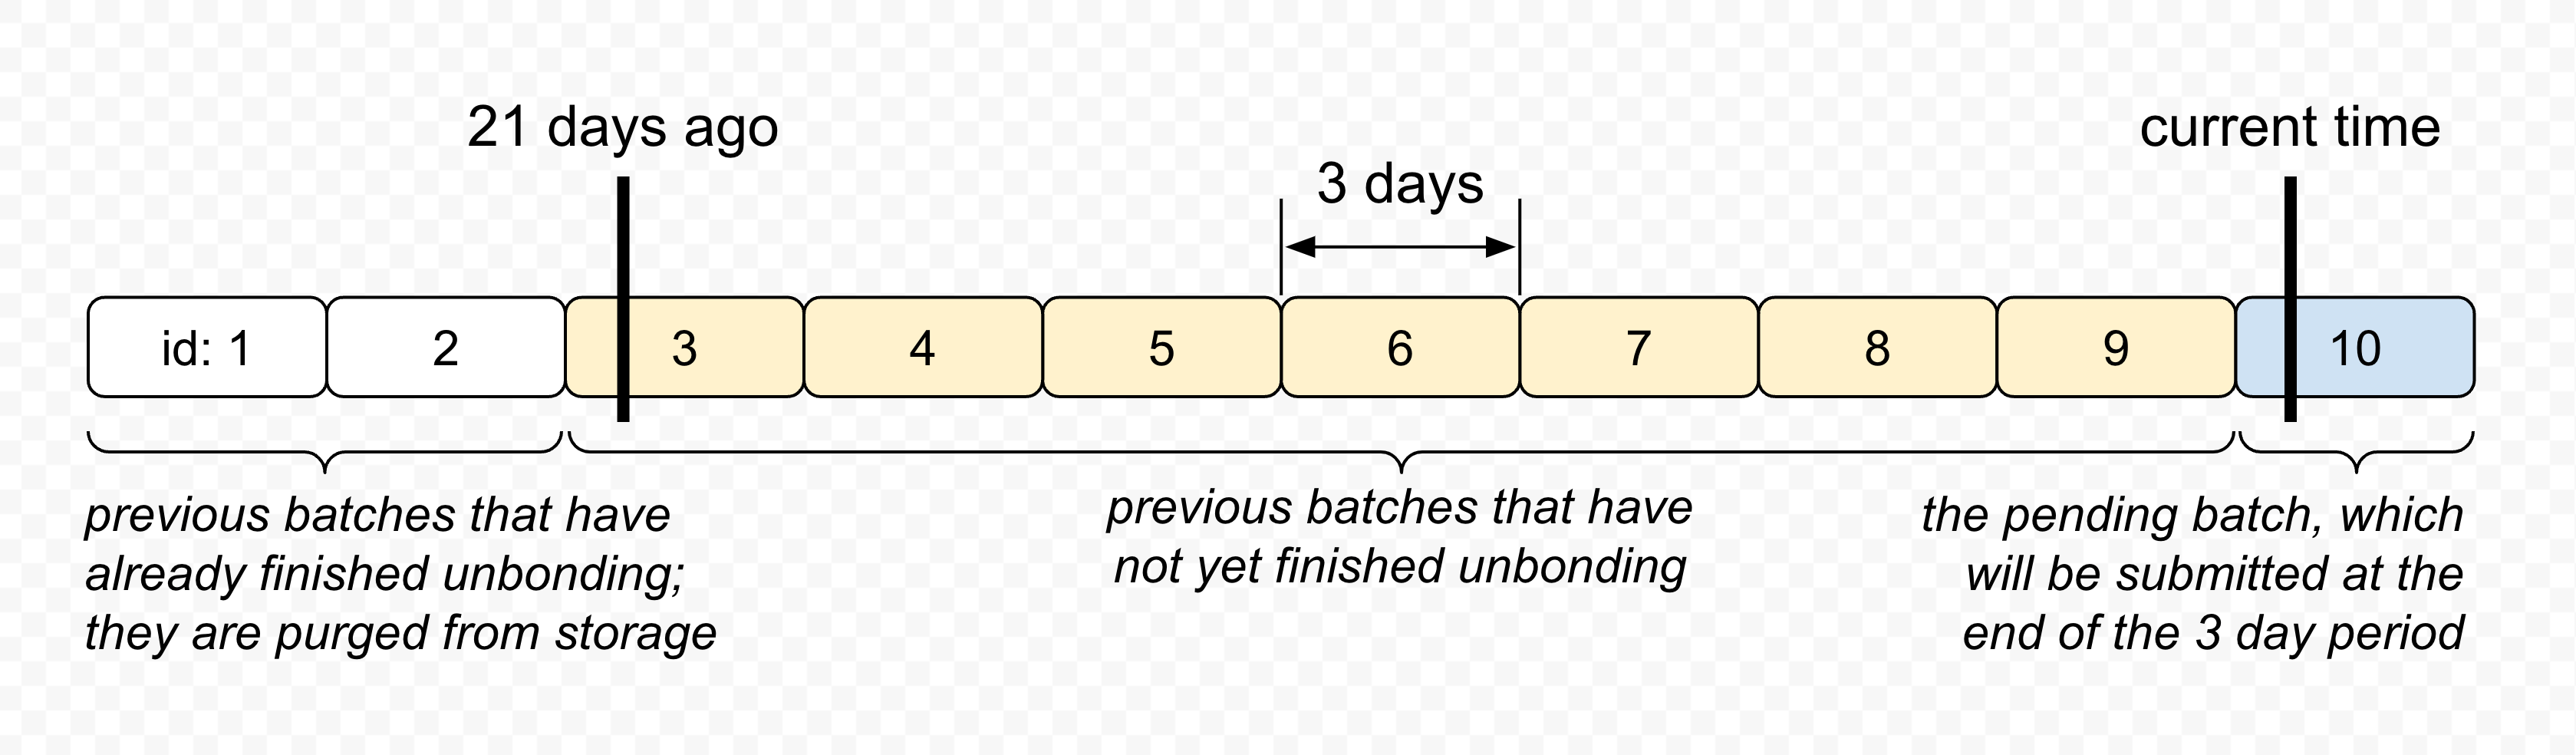 21 days ago
current time
3 days
id: 1
2
3
4
5
6
7
8
9
10
previous batches that have
already finished unbonding;
they are purged from storage
previous batches that have
not yet finished unbonding
the pending batch, which
will be submitted at the
end of the 3 day period